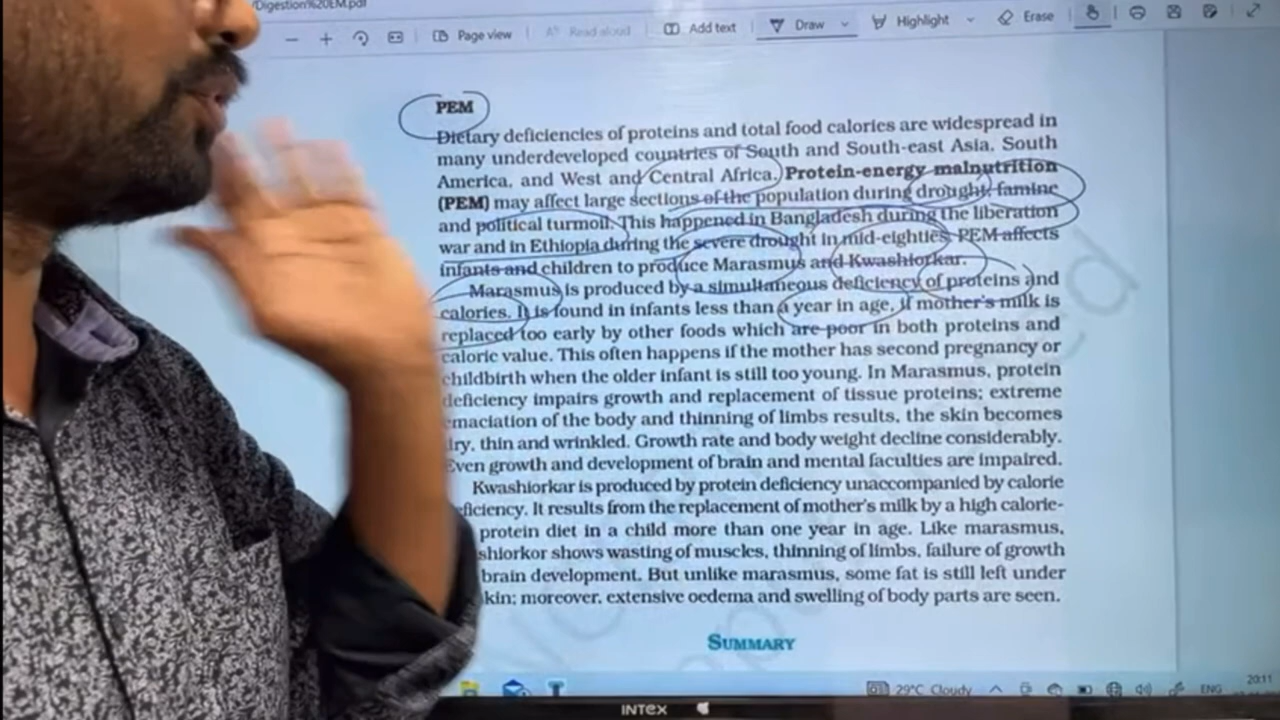 /Digestion%20EM.pdf
Page view
Read aloud
Add text
Draw
Highlight
Erase
PEM
Dietary deficiencies of proteins and total food calories are widespread in
many underdeveloped countries of South and South-east Asia, South
America, and West and Central Africa. Protein-energy malnutrition
(PEM) may affect large sections of the population during drought, famine
and political turmoil. This happened in Bangladesh during the liberation
war and in Ethiopia during the severe drought in mid-eighties. PEM affects
infants and children to produce Marasmus and Kwashiorkar.
Marasmus is produced by a simultaneous deficiency of proteins and
calories. It is found in infants less than a year in age, if mother's milk is
replaced too early by other foods which are poor in both proteins and
caloric value. This often happens if the mother has second pregnancy or
childbirth when the older infant is still too young. In Marasmus, protein
deficiency impairs growth and replacement of tissue proteins; extreme
emaciation of the body and thinning of limbs results, the skin becomes
dry, thin and wrinkled. Growth rate and body weight decline considerably.
Even growth and development of brain and mental faculties are impaired.
Kwashiorkar is produced by protein deficiency unaccompanied by calorie
eficiency. It results from the replacement of mother's milk by a high calorie-
protein diet in a child more than one year in age. Like marasmus,
shiorkor shows wasting of muscles, thinning of limbs, failure of growth
brain development. But unlike marasmus, some fat is still left under
kin; moreover, extensive oedema and swelling of body parts are seen.
SUMMARY
29°C Cloudy
ENG
20:11
INTEX